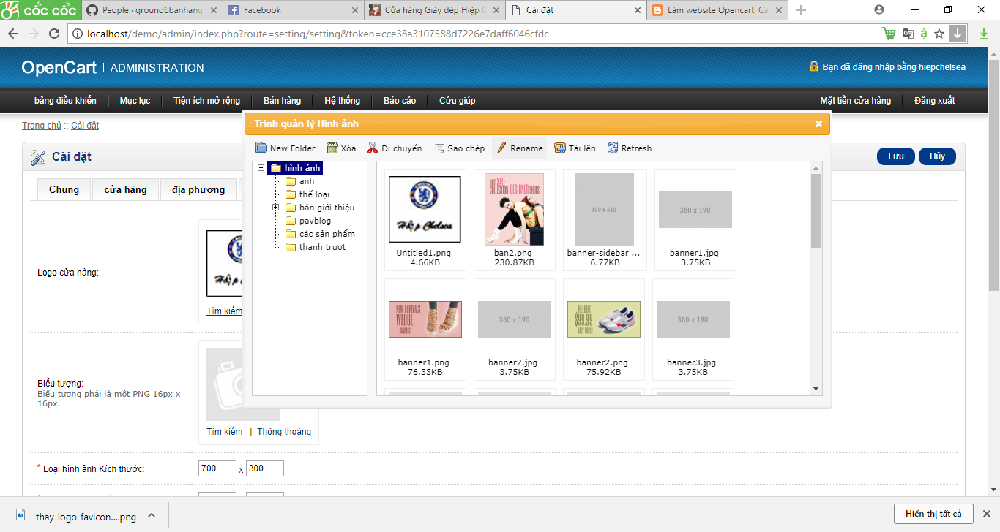 cốc cốc
People · ground6banhang
Facebook
Cửa hàng Giày dép Hiệp C
Cài đặt
Làm website Opencart: Cá
localhost/demo/admin/index.php?route=setting/setting&token=cce38a3107588d7226e7daff6046cfdc
OpenCart | ADMINISTRATION
Bạn đã đăng nhập bằng hiepchelsea
bảng điều khiển Mục lục Tiện ích mở rộng Bán hàng Hệ thống Báo cáo Cứu giúp Mặt tiền cửa hàng Đăng xuất
Trang chủ :: Cài đặt
Cài đặt
Lưu Hủy
Chung cửa hàng địa phương
Logo cửa hàng:
Tìm kiếm
Biểu tượng:
Biểu tượng phải là một PNG 16px x
16px.
Tìm kiếm | Thông thoáng
* Loại hình ảnh Kích thước:
700 x 300
Trình quản lý Hình ảnh
New Folder Xóa Di chuyển Sao chép Rename Tải lên Refresh
hình ảnh
anh
thể loại
bản giới thiệu
pavblog
các sản phẩm
thanh trượt
Hiệp Chelsea
HOT SALE
COLLECTION DESIGNER SHOES
500 x 610
380 x 190
Untitled1.png
4.66KB
ban2.png
230.87KB
banner-sidebar ...
6.77KB
banner1.jpg
3.75KB
NEW ARRIVALS
WEDGE
SANDALS
380 x 190
REEBOK
$99.99
EASY TONES
380 x 190
banner1.png
76.33KB
banner2.jpg
3.75KB
banner2.png
75.92KB
banner3.jpg
3.75KB
thay-logo-favicon....png
Hiển thị tất cả